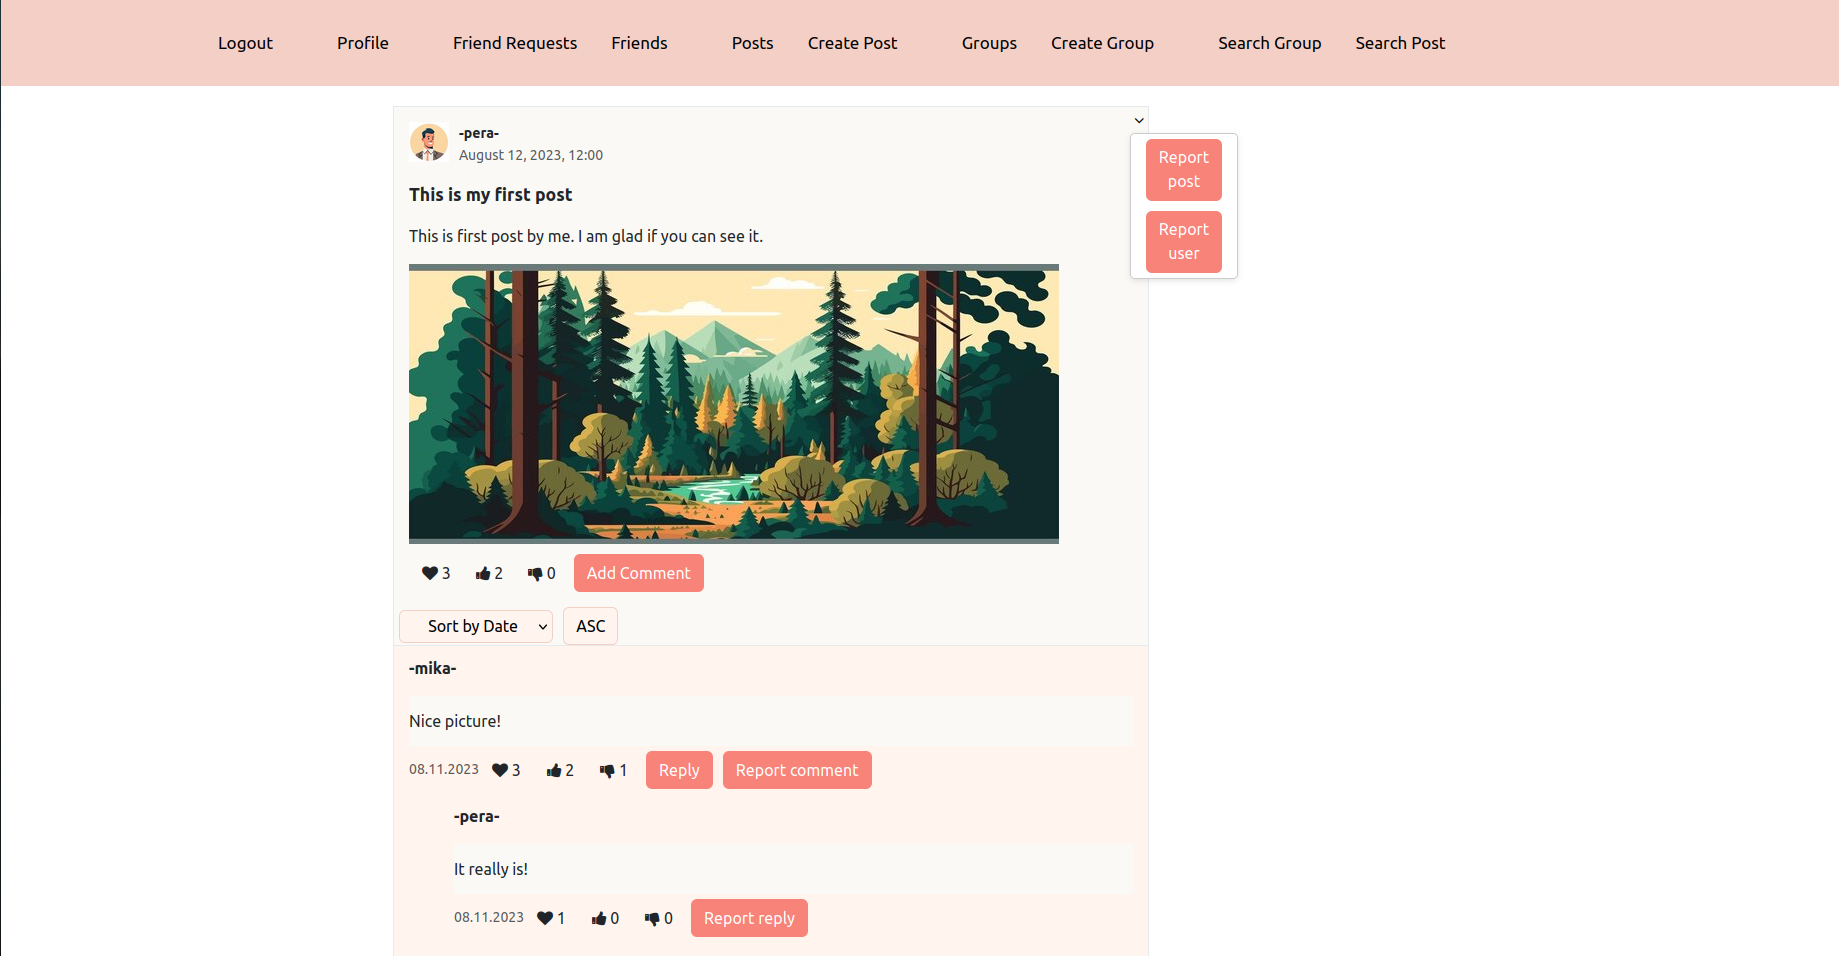 Logout Profile Friend Requests Friends Posts Create Post Groups Create Group Search Group Search Post
-pera-
August 12, 2023, 12:00
Report
post
Report
user
This is my first post
This is first post by me. I am glad if you can see it.
3 2 0 Add Comment
Sort by Date ASC
-mika-
Nice picture!
08.11.2023 3 2 1 Reply Report comment
-pera-
It really is!
08.11.2023 1 0 0 Report reply